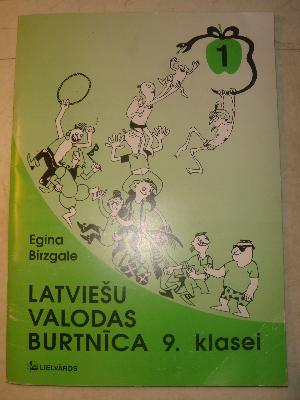 1
Egina
Birzgale
LATVIEŠU
VALODAS
BURTNĪCA 9. klasei
LIELVĀRDS